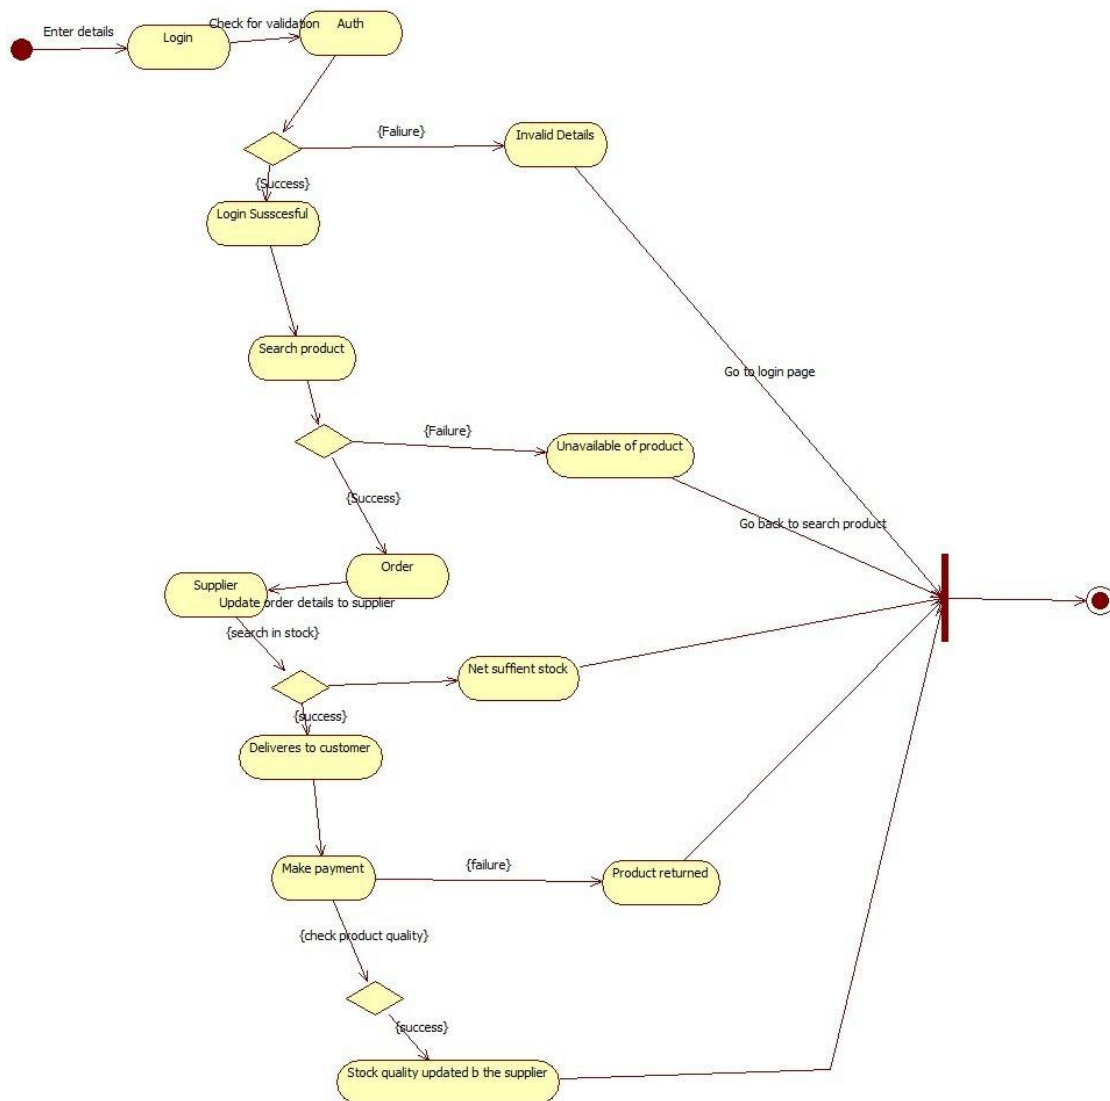 Enter details
Login
Check for validation
Auth
{Faliure}
Invalid Details
{Success}
Login Susscesful
Search product
Go to login page
{Failure}
Unavailable of product
{Success}
Go back to search product
Order
Supplier
Update order details to supplier
{search in stock}
Net suffient stock
{success}
Deliveres to customer
Make payment
{failure}
Product returned
{check product quality}
{success}
Stock quality updated b the supplier